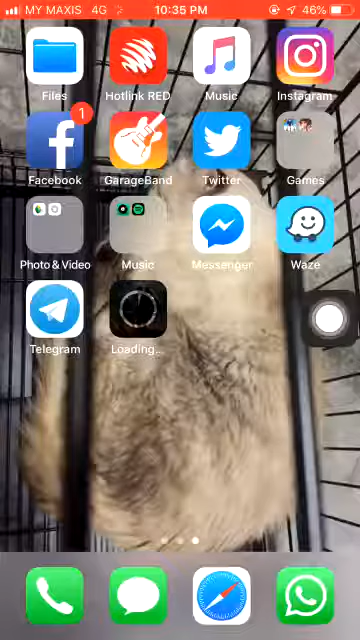 MY MAXIS 4G 10:35 PM 46%
Files Hotlink RED Music Instagram
1
Facebook GarageBand Twitter Games
Photo & Video Music Messenger Waze
Telegram Loading...